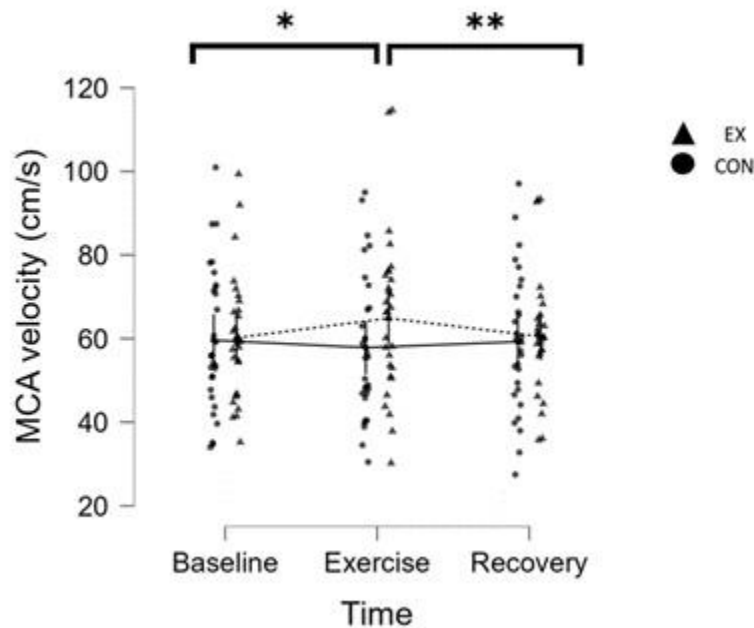 * **
120
100
80
60
40
20
MCA velocity (cm/s)
EX
CON
Baseline Exercise Recovery
Time